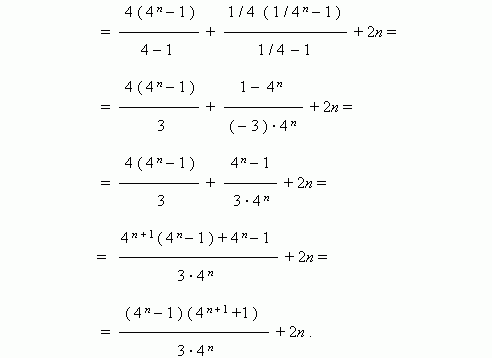 = 4 ( 4ⁿ – 1 ) / 4 – 1 + 1 / 4 ( 1 / 4ⁿ – 1 ) / 1 / 4 – 1 + 2n =
= 4 ( 4ⁿ – 1 ) / 3 + 1 – 4ⁿ / ( – 3 ) · 4ⁿ + 2n =
= 4 ( 4ⁿ – 1 ) / 3 + 4ⁿ – 1 / 3 · 4ⁿ + 2n =
= 4ⁿ⁺¹ ( 4ⁿ – 1 ) + 4ⁿ – 1 / 3 · 4ⁿ + 2n =
= ( 4ⁿ – 1 ) ( 4ⁿ⁺¹ + 1 ) / 3 · 4ⁿ + 2n .